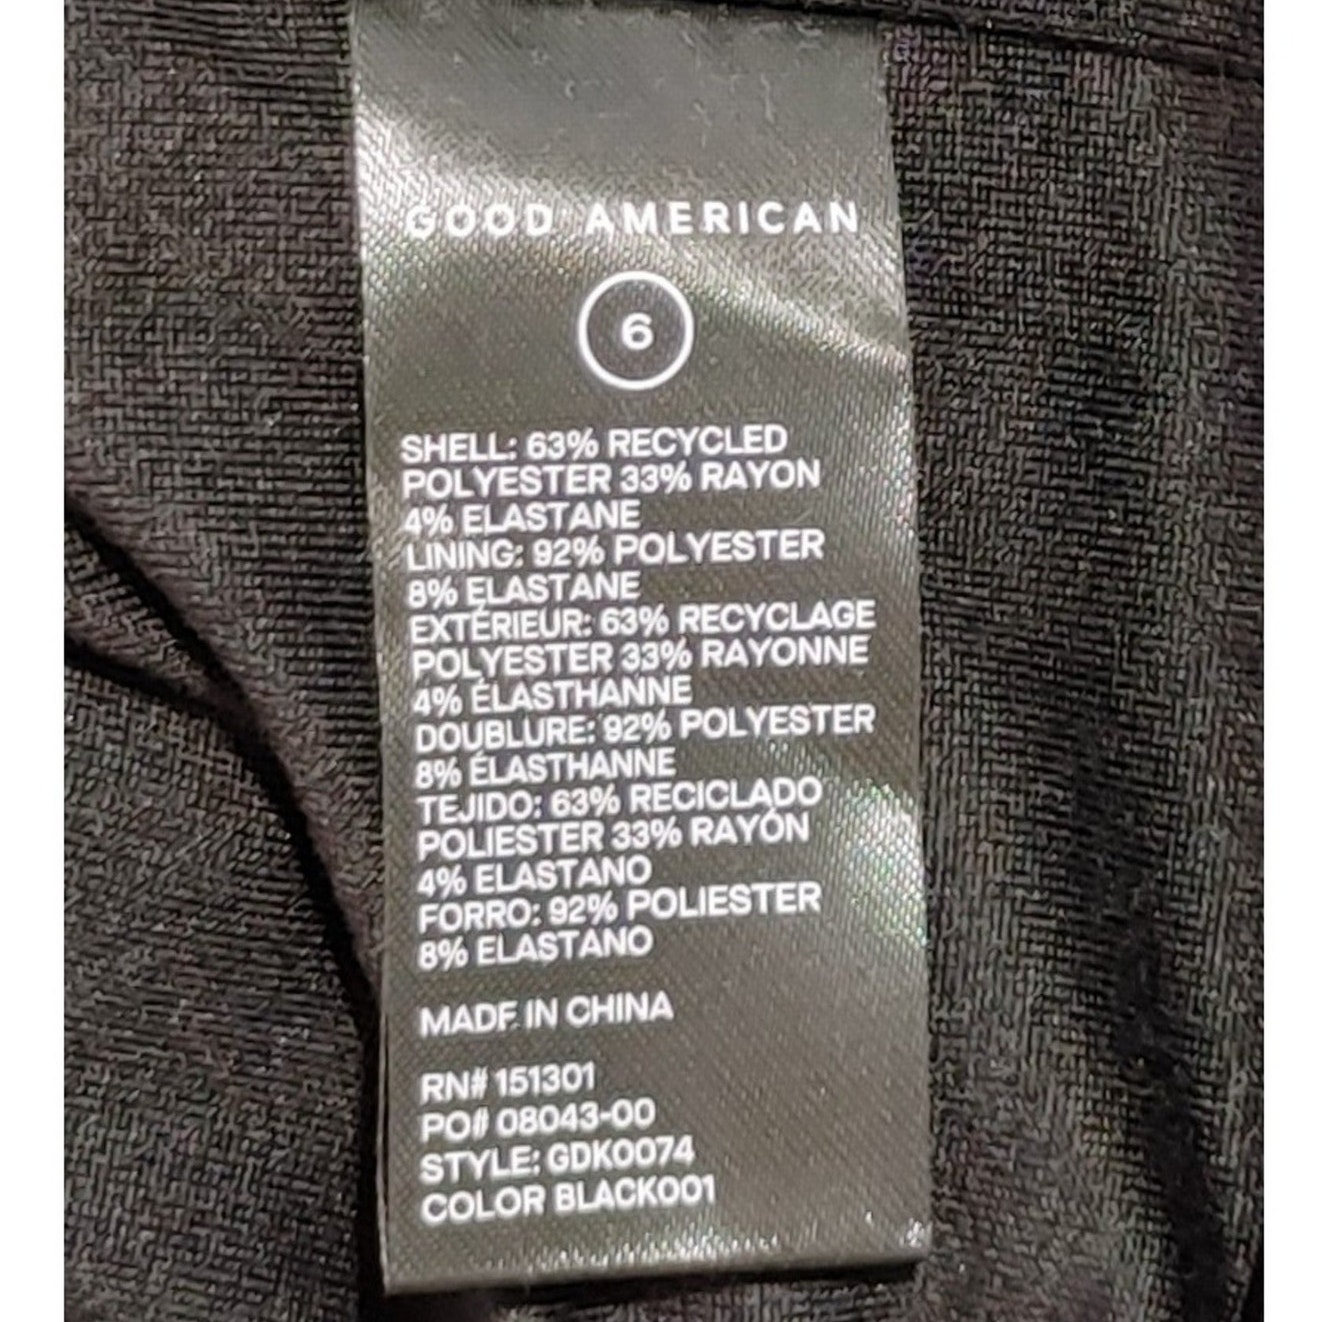 GOOD AMERICAN
6
SHELL: 63% RECYCLED
POLYESTER 33% RAYON
4% ELASTANE
LINING: 92% POLYESTER
8% ELASTANE
EXTÉRIEUR: 63% RECYCLAGE
POLYESTER 33% RAYONNE
4% ÉLASTHANNE
DOUBLURE: 92% POLYESTER
8% ÉLASTHANNE
TEJIDO: 63% RECICLADO
POLIESTER 33% RAYÓN
4% ELASTANO
FORRO: 92% POLIESTER
8% ELASTANO
MADE IN CHINA
RN# 151301
PO# 08043-00
STYLE: GDK0074
COLOR BLACK001